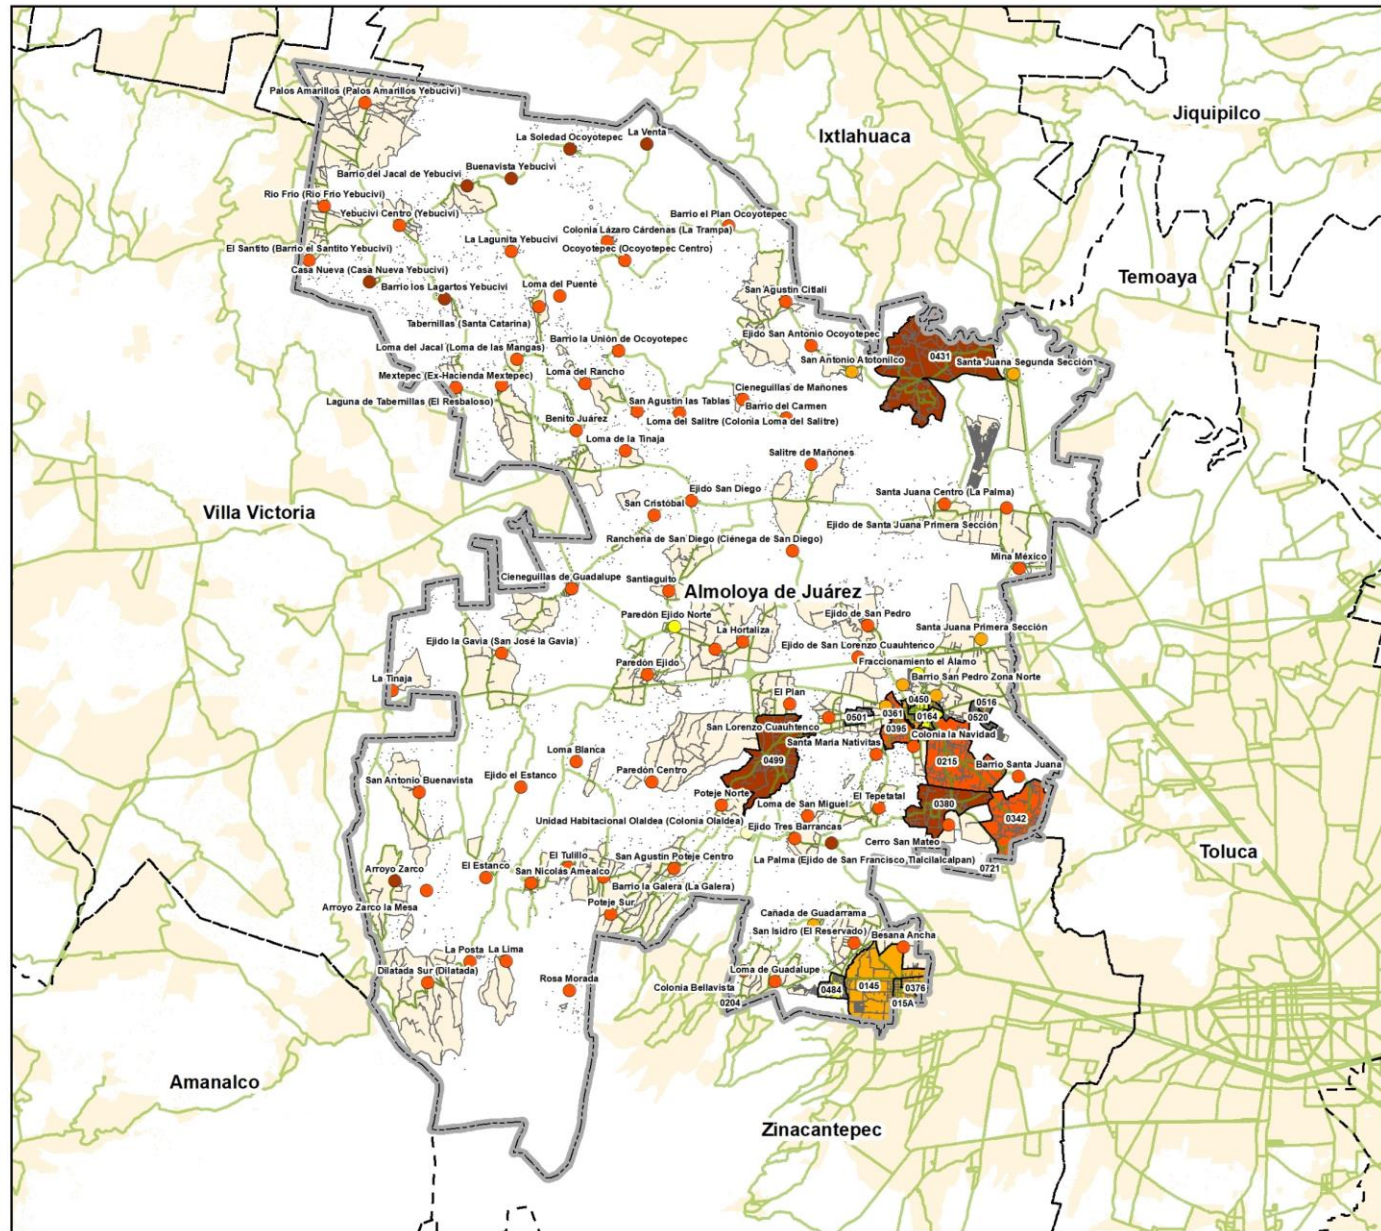 Palos Amarillos (Palos Amarillos Yebucivi)
Ixtlahuaca
Jiquipilco
La Soledad Ocoyotepec
La Venta
Buenavista Yebucivi
Barrio del Jacal de Yebucivi
Rio Frío (Rio Frío Yebucivi)
Yebucivi Centro (Yebucivi)
Barrio el Plan Ocoyotepec
Colonia Lázaro Cárdenas (La Trampa)
El Santito (Barrio el Santito Yebucivi)
La Lagunita Yebucivi
Ocoyotepec (Ocoyotepec Centro)
Casa Nueva (Casa Nueva Yebucivi)
Temoaya
Barrio los Lagartos Yebucivi
Loma del Puente
San Agustín Citlali
Tabernillas (Santa Catarina)
Ejido San Antonio Ocoyotepec
Barrio la Unión de Ocoyotepec
Loma del Jacal (Loma de las Mangas)
San Antonio Atotonilco
0431
Santa Juana Segunda Sección
Mextepec (Ex-Hacienda Mextepec)
Loma del Rancho
Cieneguillas de Mañones
Laguna de Tabernillas (El Resbaloso)
San Agustín las Tablas
Barrio del Carmen
Benito Juárez
Loma del Salitre (Colonia Loma del Salitre)
Loma de la Tinaja
Salitre de Mañones
Ejido San Diego
Santa Juana Centro (La Palma)
San Cristóbal
Villa Victoria
Ejido de Santa Juana Primera Sección
Ranchería de San Diego (Ciénega de San Diego)
Mina México
Cieneguillas de Guadalupe
Santiaguito
Almoloya de Juárez
Paredón Ejido Norte
Ejido de San Pedro
La Hortaliza
Santa Juana Primera Sección
Ejido la Gavia (San José la Gavia)
Ejido de San Lorenzo Cuauhtenco
Fraccionamiento el Álamo
La Tinaja
Paredón Ejido
Barrio San Pedro Zona Norte
El Plan
0450
0516
0501
0361
0164
0520
San Lorenzo Cuauhtenco
0395
Colonia la Navidad
Santa María Nativitas
Loma Blanca
0499
0215
Barrio Santa Juana
San Antonio Buenavista
Ejido el Estanco
Paredón Centro
Poteje Norte
El Tepetatal
0380
Loma de San Miguel
0342
Unidad Habitacional Olaldea (Colonia Olaldea)
Ejido Tres Barrancas
Cerro San Mateo
Toluca
La Palma (Ejido de San Francisco Tlalcilalcalpan)
0721
El Tulillo
San Agustín Poteje Centro
Arroyo Zarco
El Estanco
San Nicolás Amealco
Barrio la Galera (La Galera)
Arroyo Zarco la Mesa
Poteje Sur
Cañada de Guadarrama
San Isidro (El Reservado)
Besana Ancha
La Posta
La Lima
Dilatada Sur (Dilatada)
Loma de Guadalupe
Rosa Morada
Colonia Bellavista
0484
0145
0376
0204
015A
Amanalco
Zinacantepec